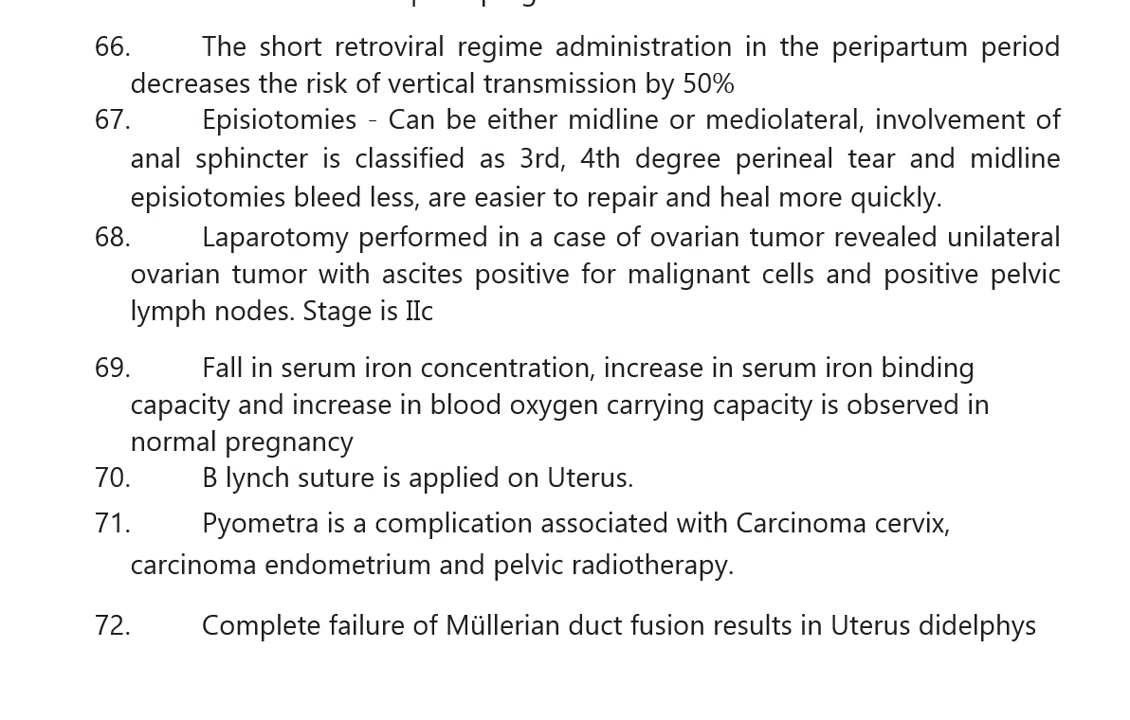 66. The short retroviral regime administration in the peripartum period
decreases the risk of vertical transmission by 50%
67. Episiotomies - Can be either midline or mediolateral, involvement of
anal sphincter is classified as 3rd, 4th degree perineal tear and midline
episiotomies bleed less, are easier to repair and heal more quickly.
68. Laparotomy performed in a case of ovarian tumor revealed unilateral
ovarian tumor with ascites positive for malignant cells and positive pelvic
lymph nodes. Stage is IIc
69. Fall in serum iron concentration, increase in serum iron binding
capacity and increase in blood oxygen carrying capacity is observed in
normal pregnancy
70. B lynch suture is applied on Uterus.
71. Pyometra is a complication associated with Carcinoma cervix,
carcinoma endometrium and pelvic radiotherapy.
72. Complete failure of Müllerian duct fusion results in Uterus didelphys